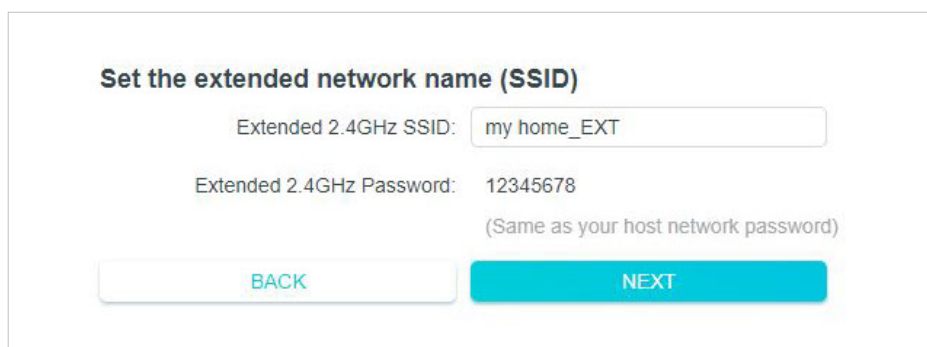 Set the extended network name (SSID)
Extended 2.4GHz SSID: my home_EXT
Extended 2.4GHz Password: 12345678
(Same as your host network password)
BACK NEXT